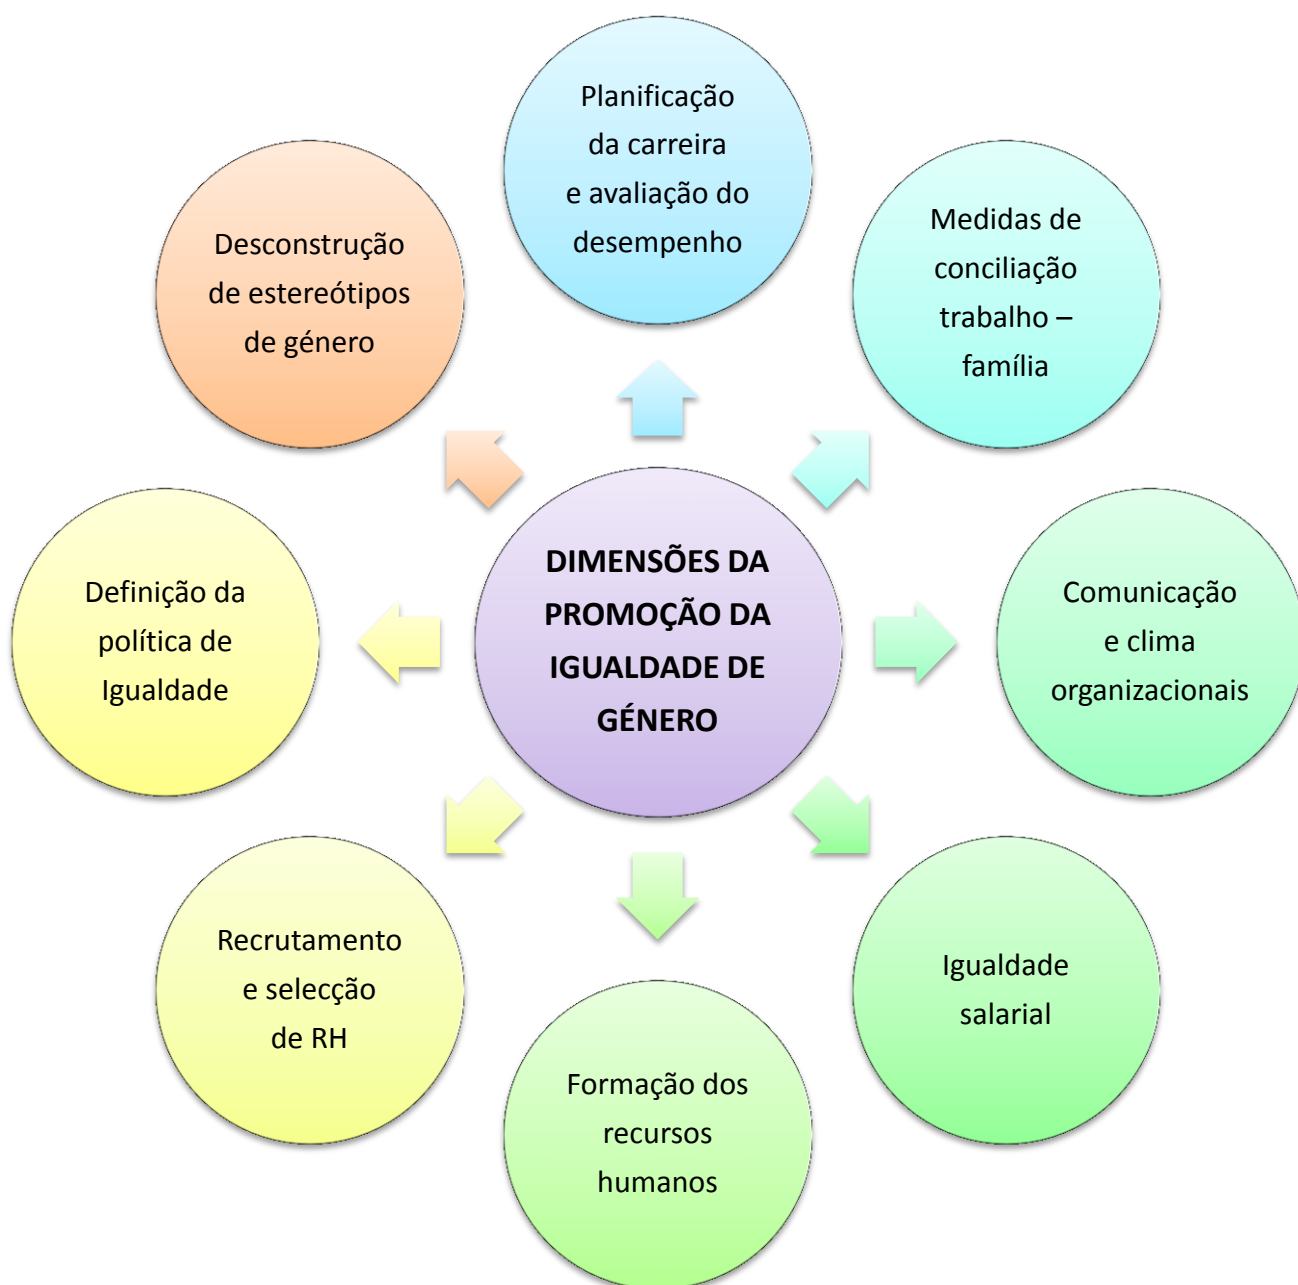 Planificação
da carreira
e avaliação do
desempenho
Medidas de
conciliação
trabalho –
família
Comunicação
e clima
organizacionais
Igualdade
salarial
Formação dos
recursos
humanos
Recrutamento
e selecção
de RH
Definição da
política de
Igualdade
Desconstrução
de estereótipos
de género
DIMENSÕES DA
PROMOÇÃO DA
IGUALDADE DE
GÉNERO